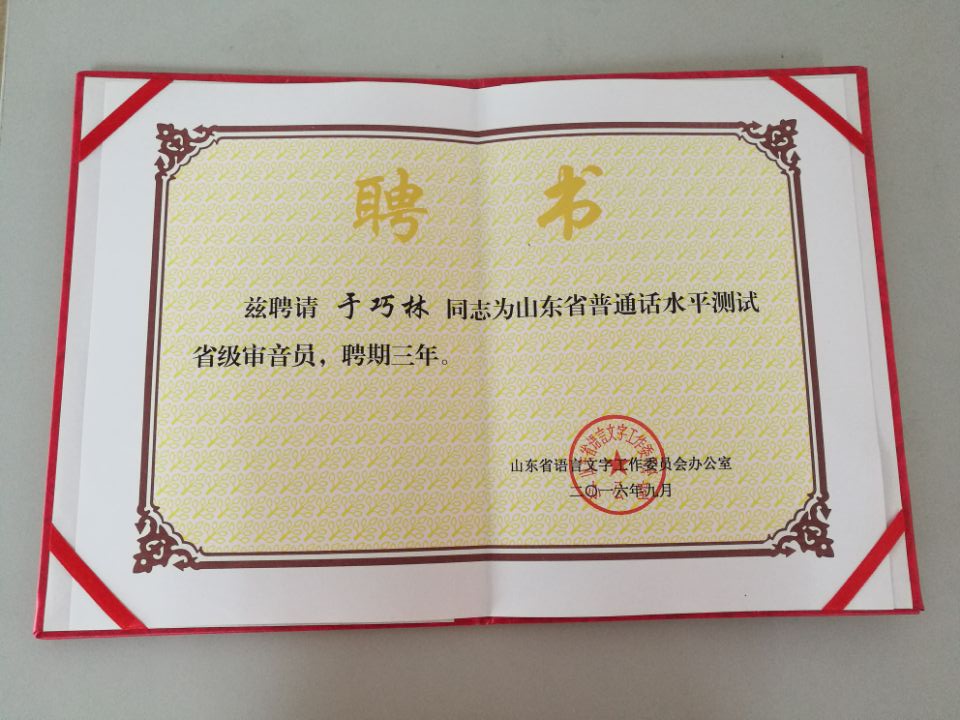 聘书
兹聘请 于巧林 同志为山东省普通话水平测试
省级审音员，聘期三年。
山东省语言文字工作委员会办公室
二〇一六年九月